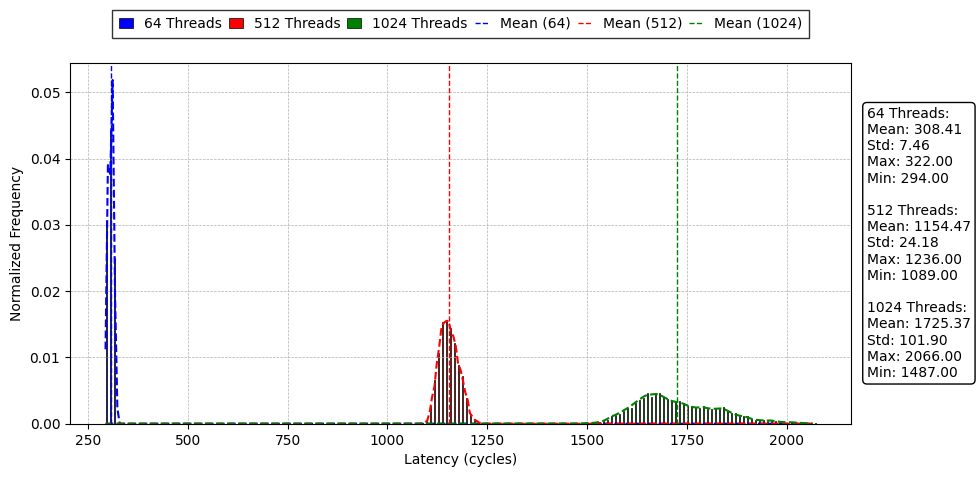 64 Threads 512 Threads 1024 Threads Mean (64) Mean (512) Mean (1024)
0.05
0.04
0.03
0.02
0.01
0.00
Normalized Frequency
250 500 750 1000 1250 1500 1750 2000
Latency (cycles)
64 Threads:
Mean: 308.41
Std: 7.46
Max: 322.00
Min: 294.00
512 Threads:
Mean: 1154.47
Std: 24.18
Max: 1236.00
Min: 1089.00
1024 Threads:
Mean: 1725.37
Std: 101.90
Max: 2066.00
Min: 1487.00